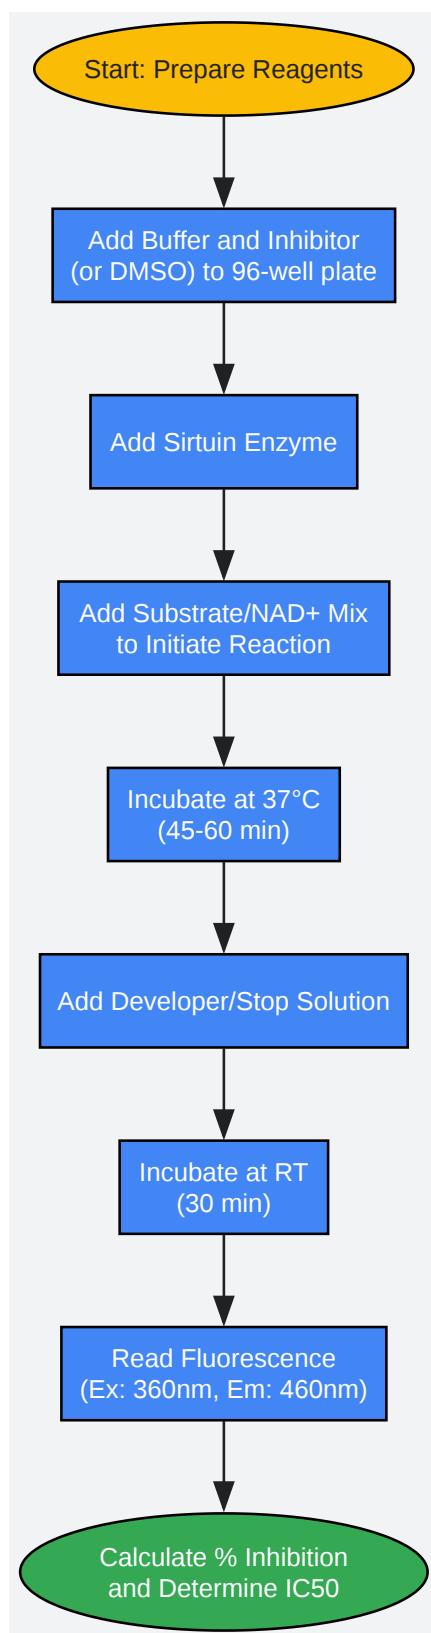 Start: Prepare Reagents
Add Buffer and Inhibitor
(or DMSO) to 96-well plate
Add Sirtuin Enzyme
Add Substrate/NAD+ Mix
to Initiate Reaction
Incubate at 37°C
(45-60 min)
Add Developer/Stop Solution
Incubate at RT
(30 min)
Read Fluorescence
(Ex: 360nm, Em: 460nm)
Calculate % Inhibition
and Determine IC50